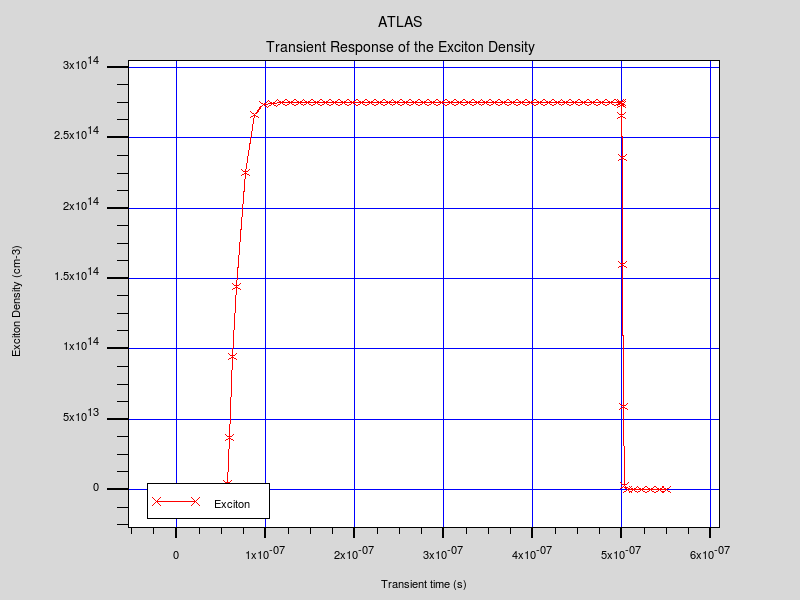 ATLAS
Transient Response of the Exciton Density
3x10^14
2.5x10^14
2x10^14
1.5x10^14
1x10^14
5x10^13
0
Exciton Density (cm-3)
Exciton
0
1x10^-07
2x10^-07
3x10^-07
4x10^-07
5x10^-07
6x10^-07
Transient time (s)